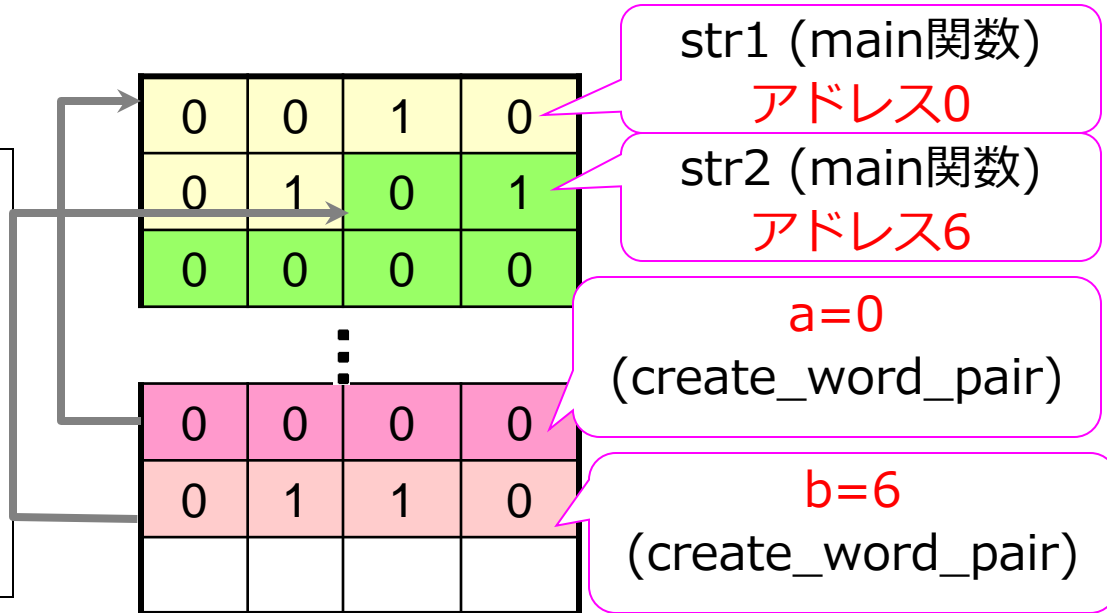 str1 (main関数)
アドレス0
0 0 1 0
str2 (main関数)
アドレス6
0 1 0 1
0 0 0 0
a=0
(create_word_pair)
0 0 0 0
b=6
(create_word_pair)
0 1 1 0